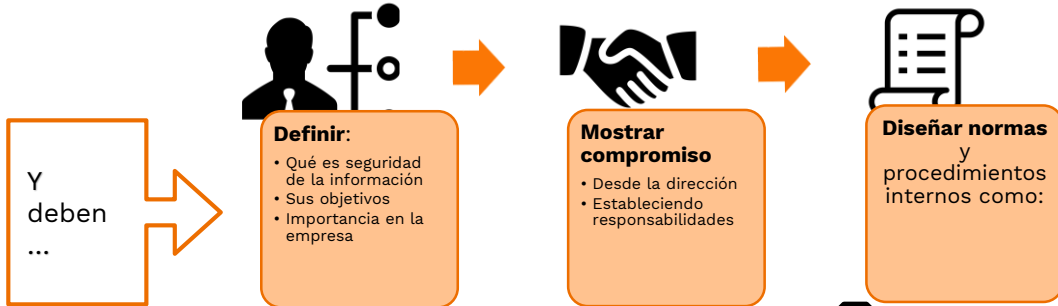 Y
deben
...
Definir:
• Qué es seguridad
de la información
• Sus objetivos
• Importancia en la
empresa
Mostrar
compromiso
• Desde la dirección
• Estableciendo
responsabilidades
Diseñar normas
y
procedimientos
internos como: